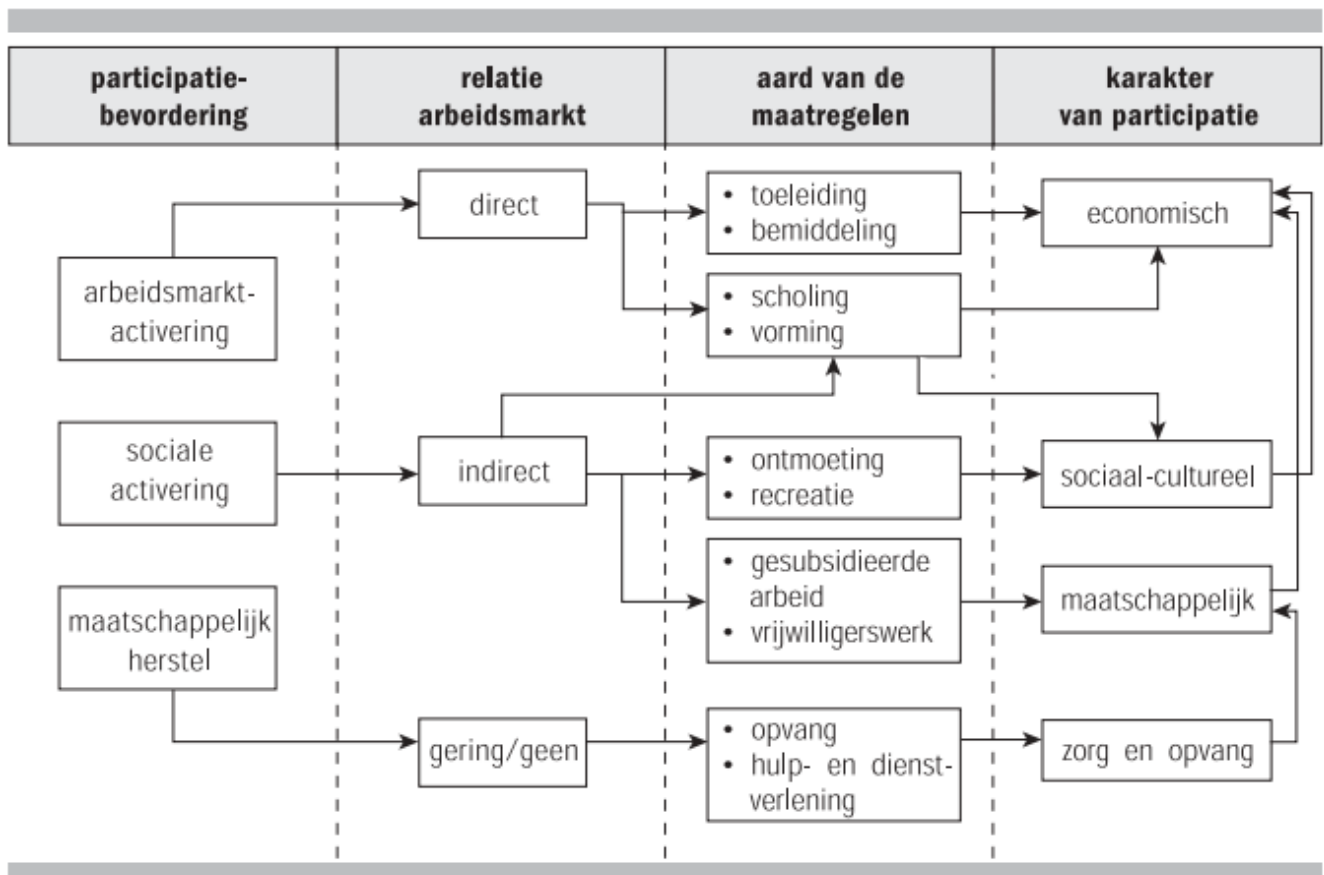 participatie-
bevordering
relatie
arbeidsmarkt
aard van de
maatregelen
karakter
van participatie
arbeidsmarkt-
activering
direct
• toeleiding
• bemiddeling
economisch
• scholing
• vorming
sociale
activering
indirect
• ontmoeting
• recreatie
sociaal-cultureel
• gesubsidieerde
arbeid
• vrijwilligerswerk
maatschappelijk
maatschappelijk
herstel
gering/geen
• opvang
• hulp- en dienst-
verlening
zorg en opvang